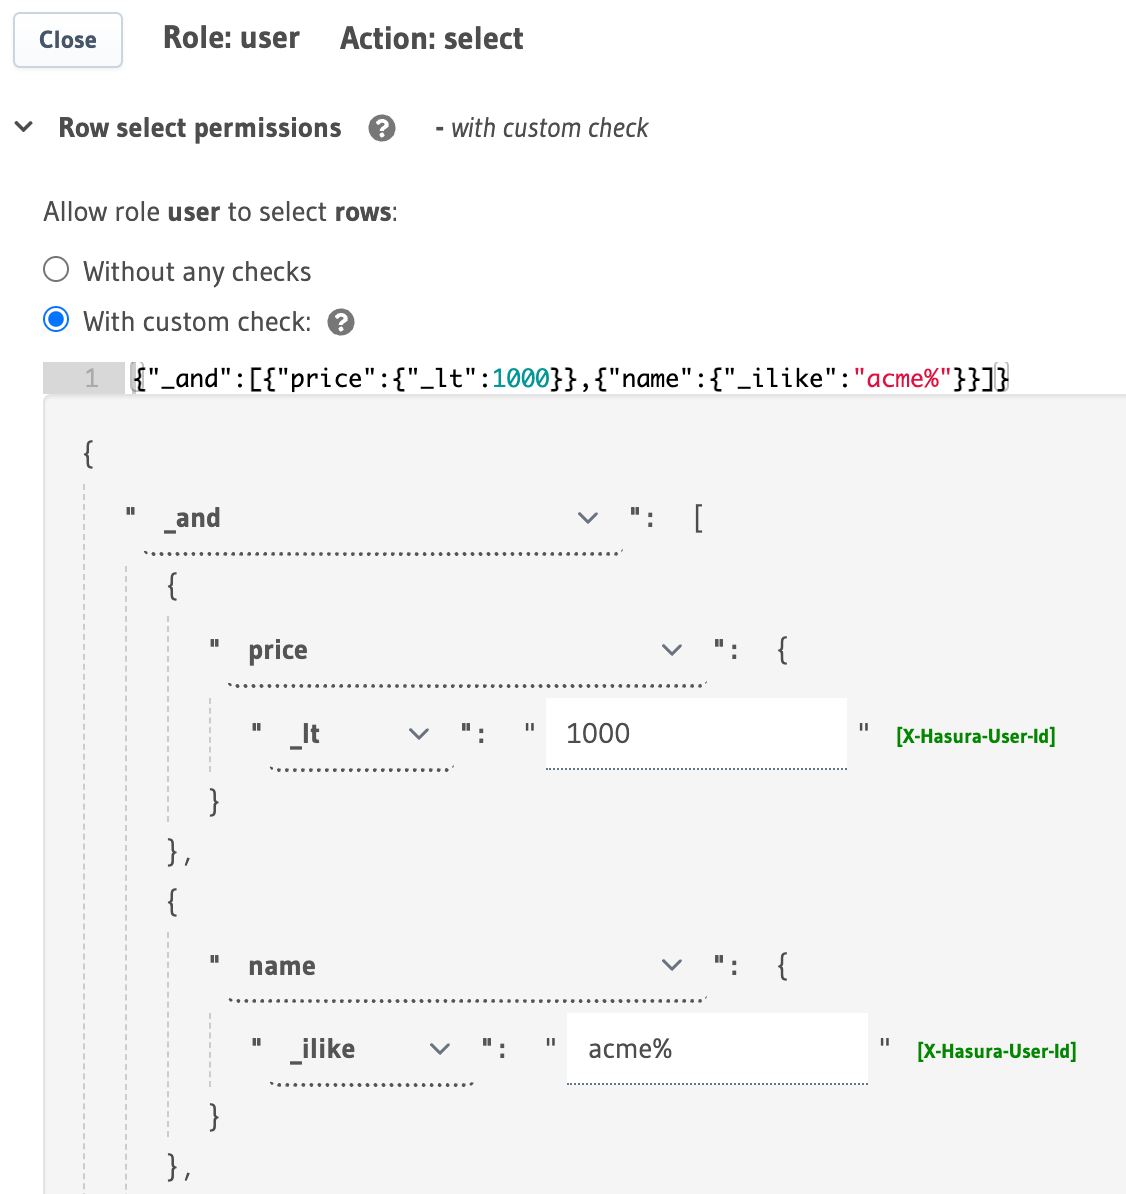 Close Role: user Action: select
Row select permissions ? - with custom check
Allow role user to select rows:
Without any checks
With custom check: ?
1 {"_and":[{"price":{"_lt":1000}},{"name":{"_ilike":"acme%"}}]}
{
" _and ": [
{
" price ": {
" _lt ": " 1000 " [X-Hasura-User-Id]
}
},
{
" name ": {
" _ilike ": " acme% " [X-Hasura-User-Id]
}
},